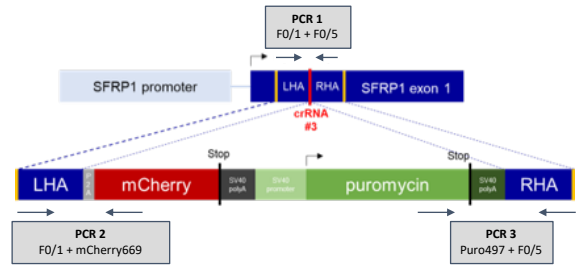 PCR 1
F0/1 + F0/5
SFRP1 promoter
LHA
RHA
SFRP1 exon 1
crRNA
#3
Stop
Stop
LHA
P2A
mCherry
SV40
polyA
SV40
promoter
puromycin
SV40
polyA
RHA
PCR 2
F0/1 + mCherry669
PCR 3
Puro497 + F0/5